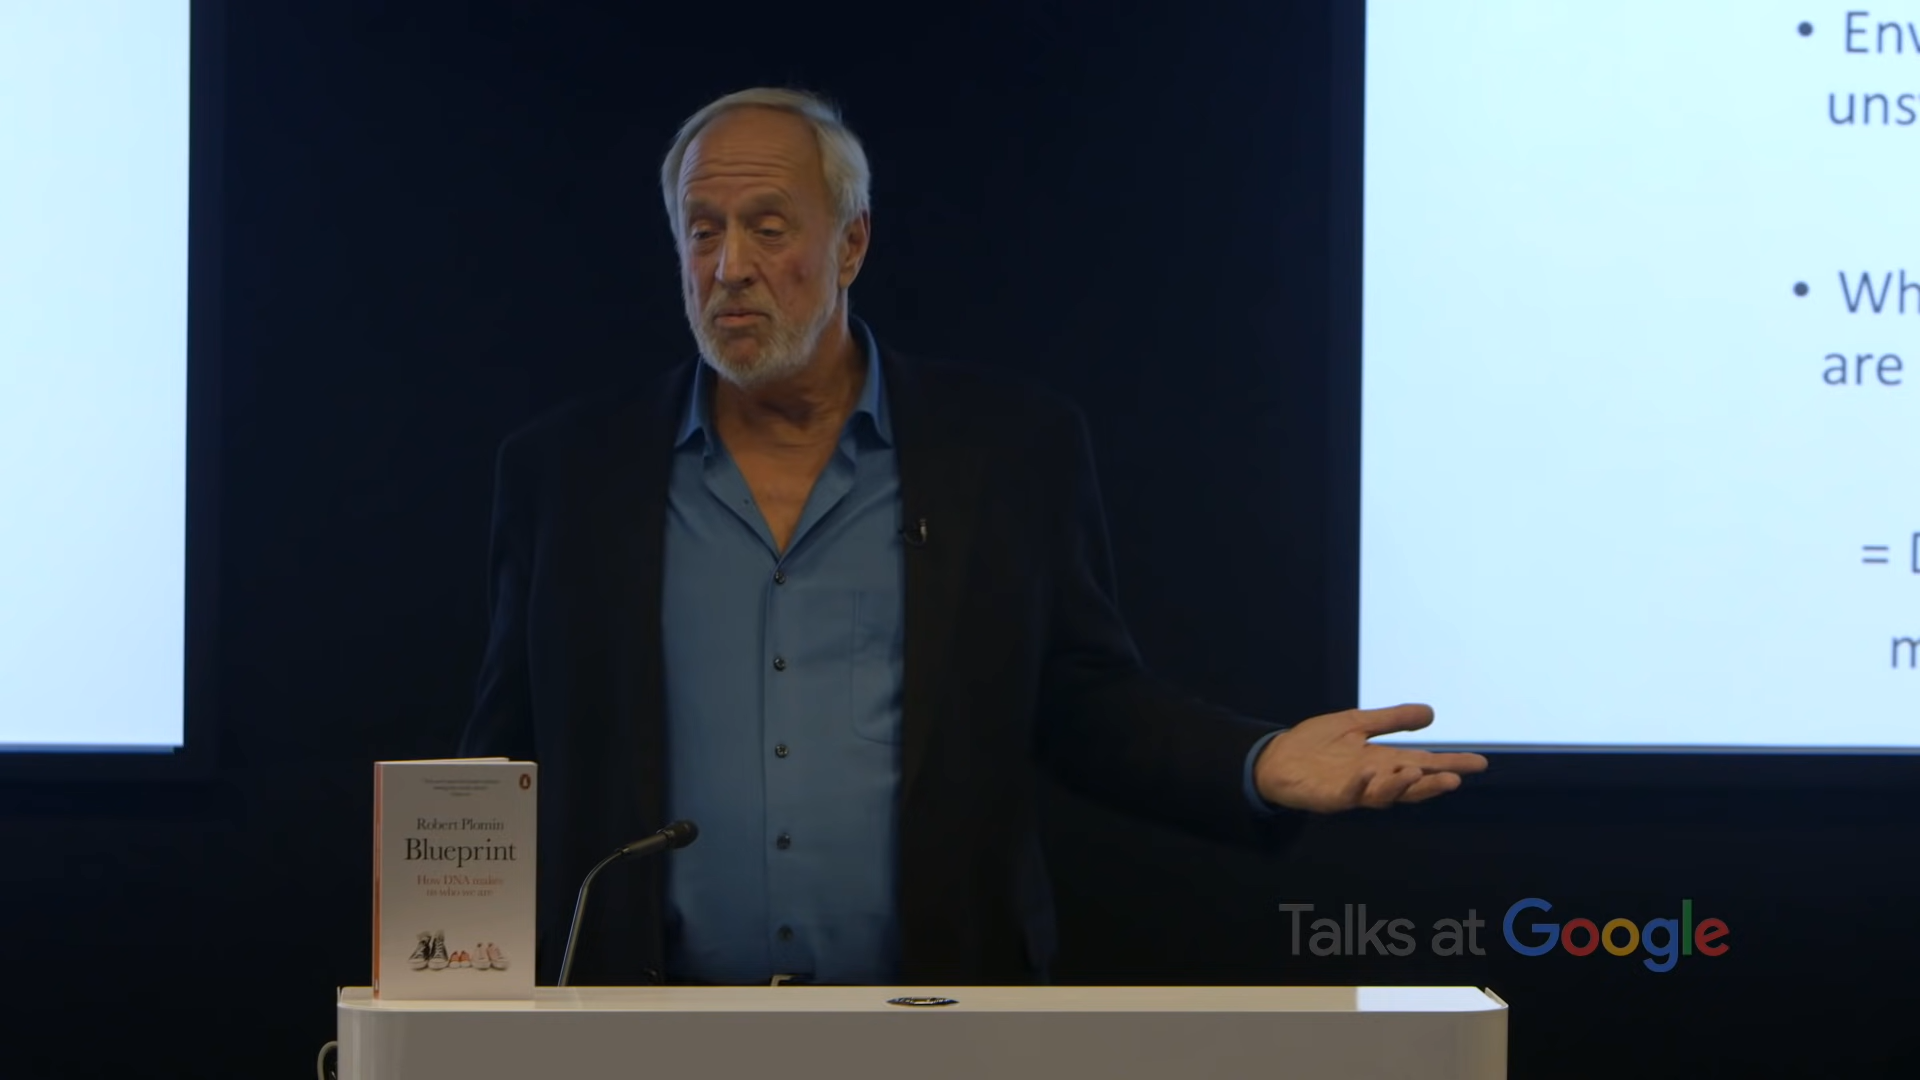 • Env
uns
• Wh
are
=
m
Robert Plomin
Blueprint
How DNA makes
us who we are
Talks at Google